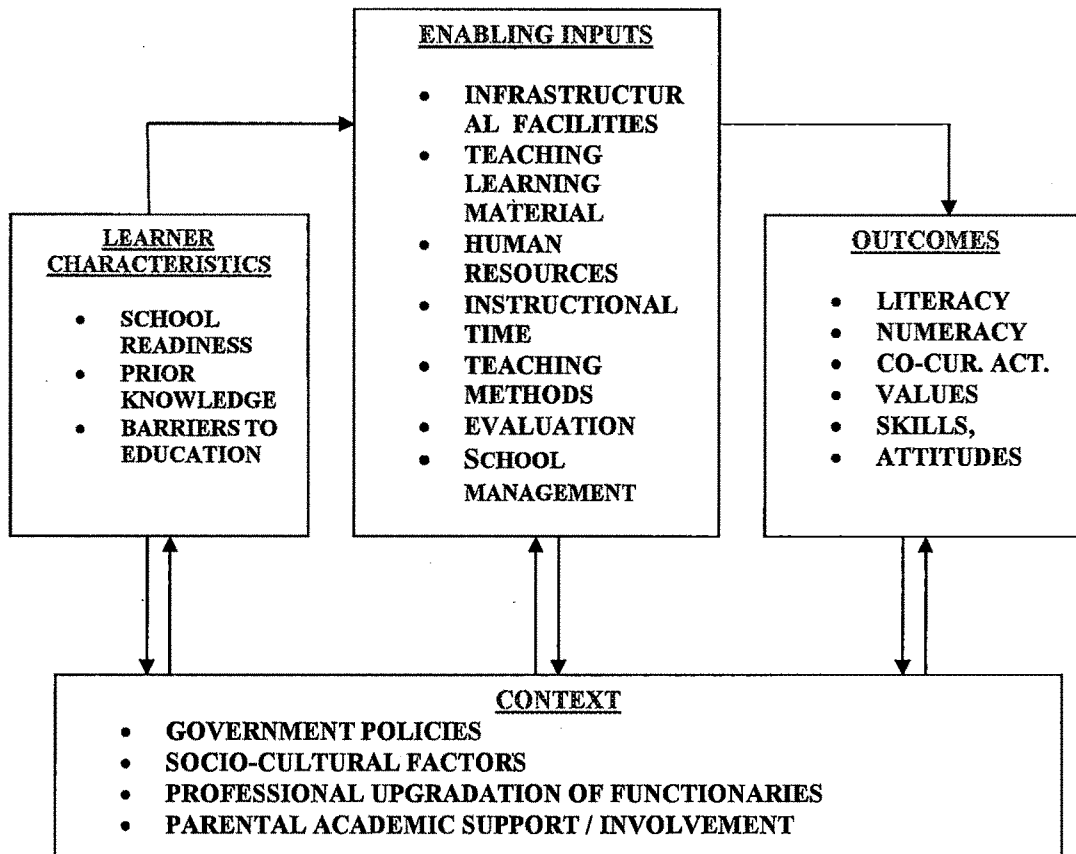 ENABLING INPUTS
• INFRASTRUCTUR
AL FACILITIES
• TEACHING
LEARNING
MATERIAL
• HUMAN
RESOURCES
• INSTRUCTIONAL
TIME
• TEACHING
METHODS
• EVALUATION
• SCHOOL
MANAGEMENT
LEARNER
CHARACTERISTICS
• SCHOOL
READINESS
• PRIOR
KNOWLEDGE
• BARRIERS TO
EDUCATION
OUTCOMES
• LITERACY
• NUMERACY
• CO-CUR. ACT.
• VALUES
• SKILLS,
• ATTITUDES
CONTEXT
• GOVERNMENT POLICIES
• SOCIO-CULTURAL FACTORS
• PROFESSIONAL UPGRADATION OF FUNCTIONARIES
• PARENTAL ACADEMIC SUPPORT / INVOLVEMENT